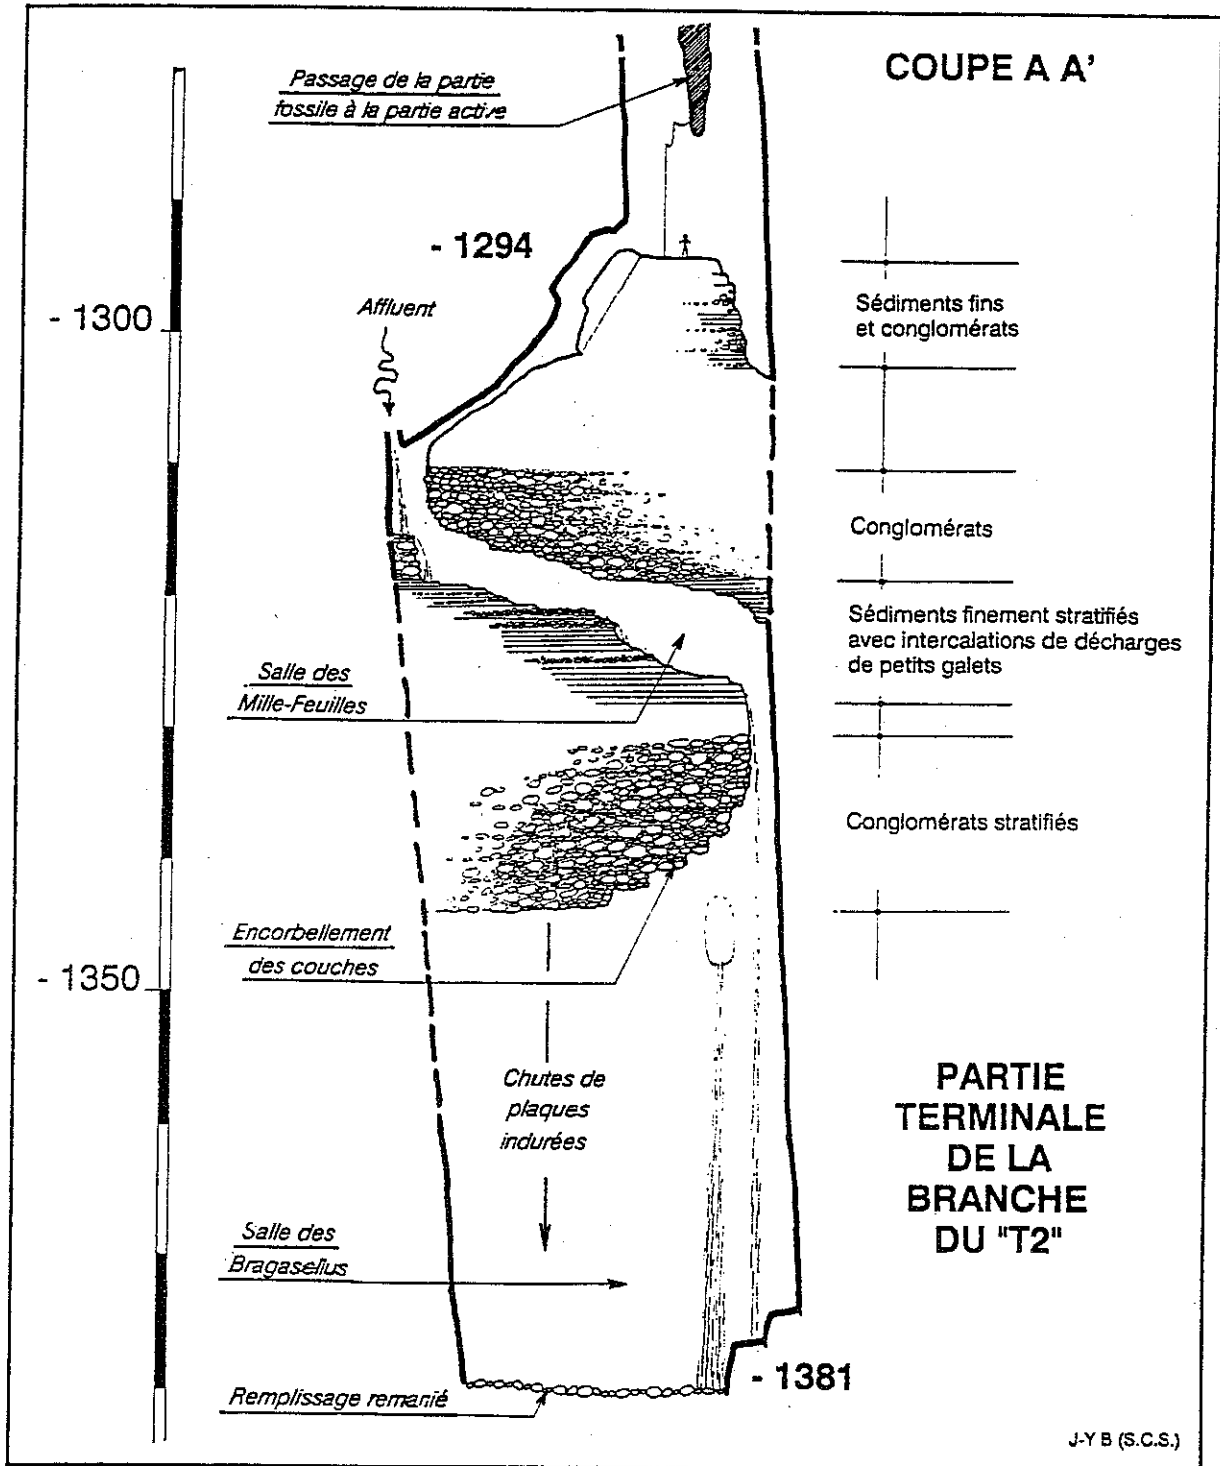 COUPE A A'
Passage de la partie
fossile à la partie active
- 1294
- 1300
Affluent
Sédiments fins
et conglomérats
Conglomérats
Sédiments finement stratifiés
avec intercalations de décharges
de petits galets
Salle des
Mille-Feuilles
Conglomérats stratifiés
Encorbellement
des couches
- 1350
Chutes de
plaques
indurées
PARTIE
TERMINALE
DE LA
BRANCHE
DU "T2"
Salle des
Bragasellus
- 1381
Remplissage remanié
J-Y B (S.C.S.)